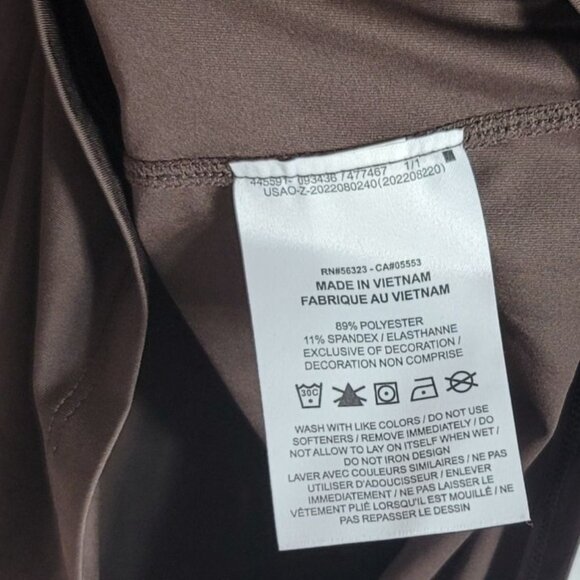 445591- 093436 7477467 1/1
USAO-Z-2022080240(202208220)
RN#56323 - CA#05553
MADE IN VIETNAM
FABRIQUE AU VIETNAM
89% POLYESTER
11% SPANDEX / ELASTHANNE
EXCLUSIVE OF DECORATION /
DECORATION NON COMPRISE
30C
WASH WITH LIKE COLORS / DO NOT USE
SOFTENERS / REMOVE IMMEDIATELY / DO
NOT ALLOW TO LAY ON ITSELF WHEN WET /
DO NOT IRON DESIGN
LAVER AVEC COULEURS SIMILAIRES / NE PAS
UTILISER D'ADOUCISSEUR / ENLEVER
IMMÉDIATEMENT / NE PAS LAISSER LE
VÊTEMENT PLIÉ LORSQU'IL EST MOUILLÉ / NE
PAS REPASSER LE DESSIN